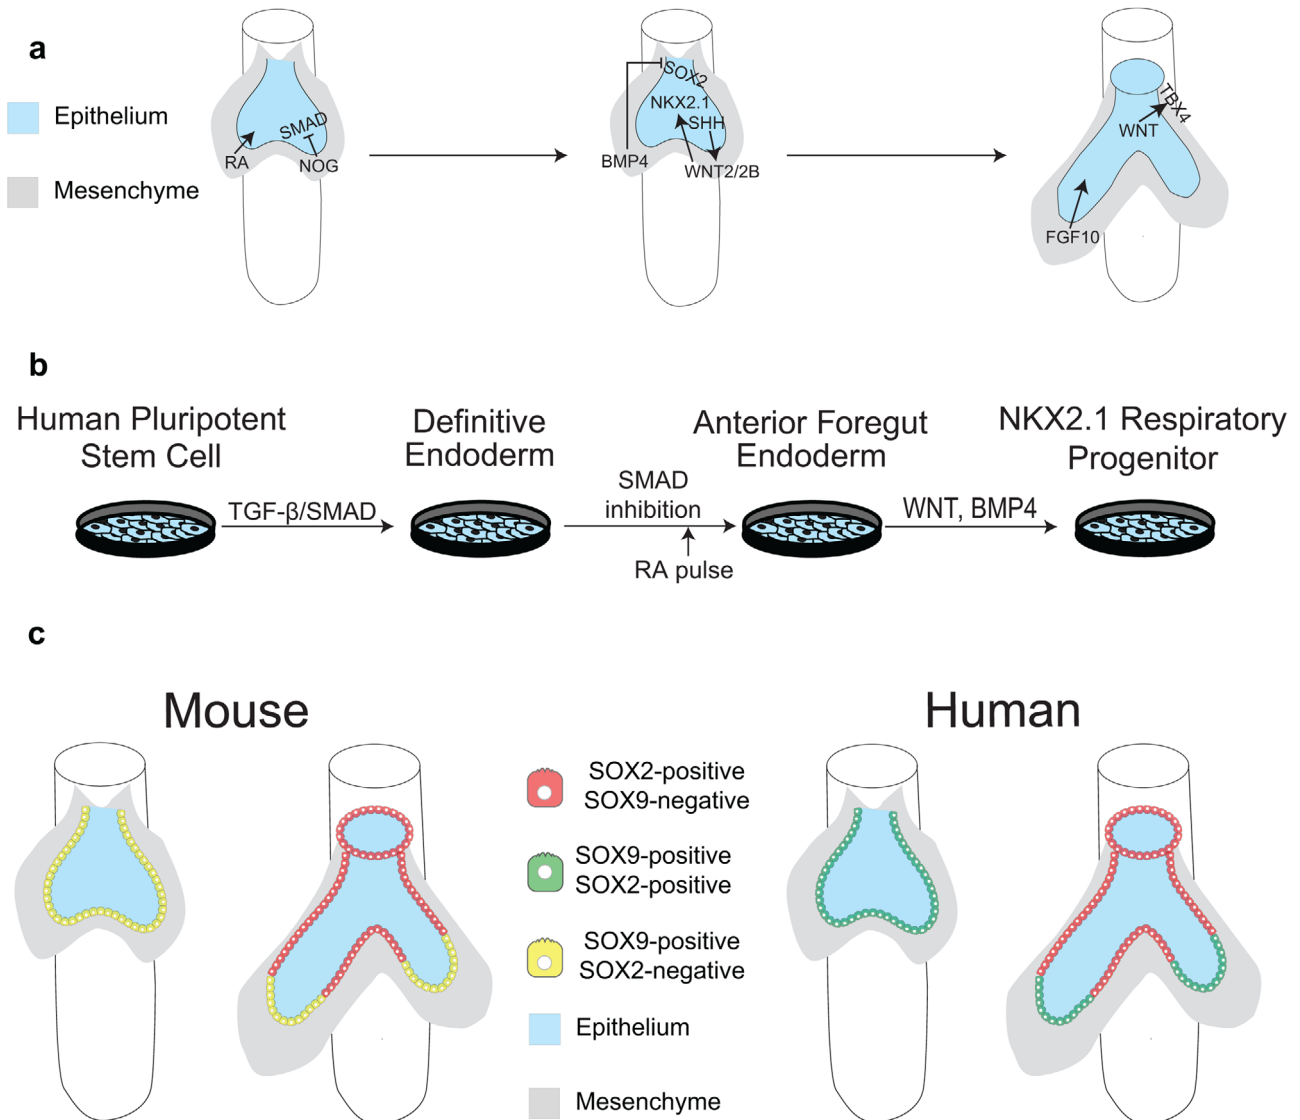 a
Epithelium
Mesenchyme
SMAD
RA
NOG
SOX2
NKX2.1
SHH
BMP4
WNT2/2B
TBX4
WNT
FGF10
b
Human Pluripotent
Stem Cell
TGF-β/SMAD
Definitive
Endoderm
SMAD
inhibition
RA pulse
Anterior Foregut
Endoderm
WNT, BMP4
NKX2.1 Respiratory
Progenitor
c
Mouse
Human
SOX2-positive
SOX9-negative
SOX9-positive
SOX2-positive
SOX9-positive
SOX2-negative
Epithelium
Mesenchyme